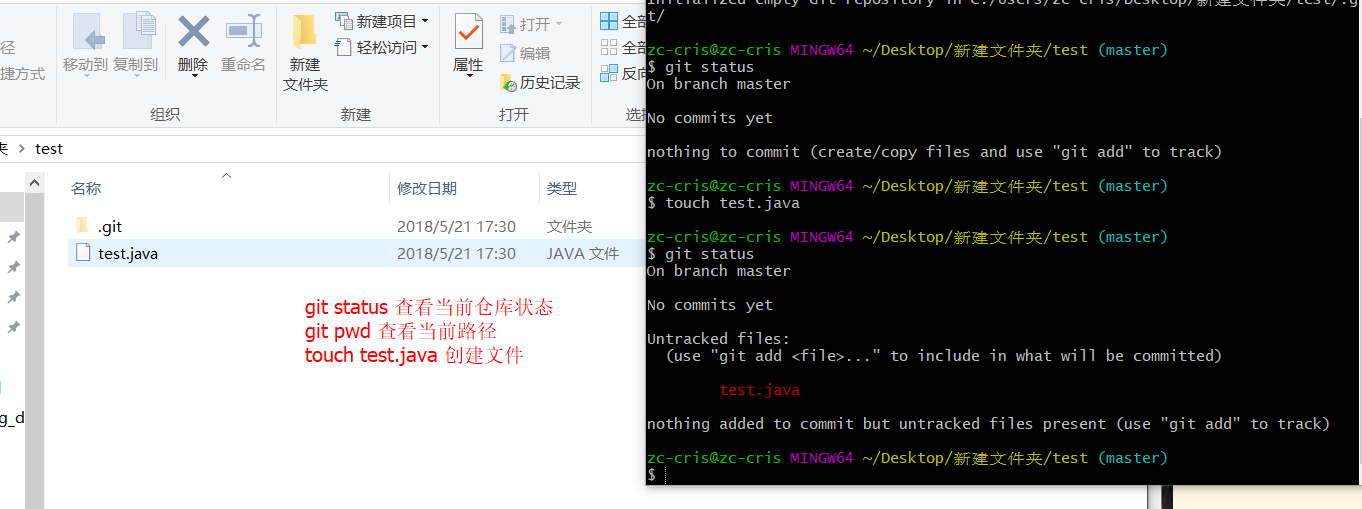 径
捷方式
移动到
复制到
删除
重命名
组织
新建
文件夹
新建项目
轻松访问
新建
属性
打开
编辑
历史记录
打开
全部
全部
反向
选择
test
名称
修改日期
类型
.git
2018/5/21 17:30
文件夹
test.java
2018/5/21 17:30
JAVA 文件
g_d
git status 查看当前仓库状态
git pwd 查看当前路径
touch test.java 创建文件
Initialized empty Git repository in C:/Users/zc-cris/Desktop/新建文件夹/test/.gi
t/
zc-cris@zc-cris MINGW64 ~/Desktop/新建文件夹/test (master)
$ git status
On branch master
No commits yet
nothing to commit (create/copy files and use "git add" to track)
zc-cris@zc-cris MINGW64 ~/Desktop/新建文件夹/test (master)
$ touch test.java
zc-cris@zc-cris MINGW64 ~/Desktop/新建文件夹/test (master)
$ git status
On branch master
No commits yet
Untracked files:
(use "git add <file>..." to include in what will be committed)
test.java
nothing added to commit but untracked files present (use "git add" to track)
zc-cris@zc-cris MINGW64 ~/Desktop/新建文件夹/test (master)
$